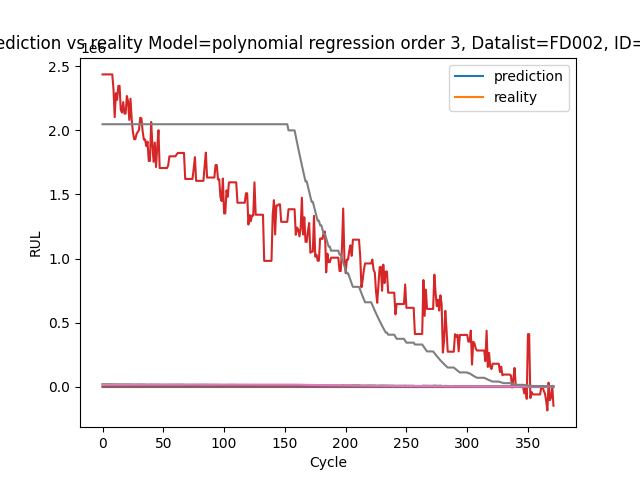 ediction vs reality Model=polynomial regression order 3, Datalist=FD002, ID=
1e6
2.5
2.0
1.5
1.0
0.5
0.0
RUL
prediction
reality
0 50 100 150 200 250 300 350
Cycle